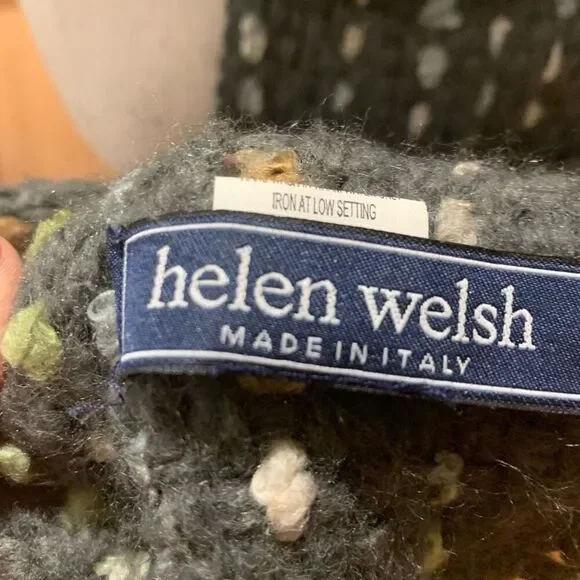 IRON AT LOW SETTING
helen welsh
MADE IN ITALY